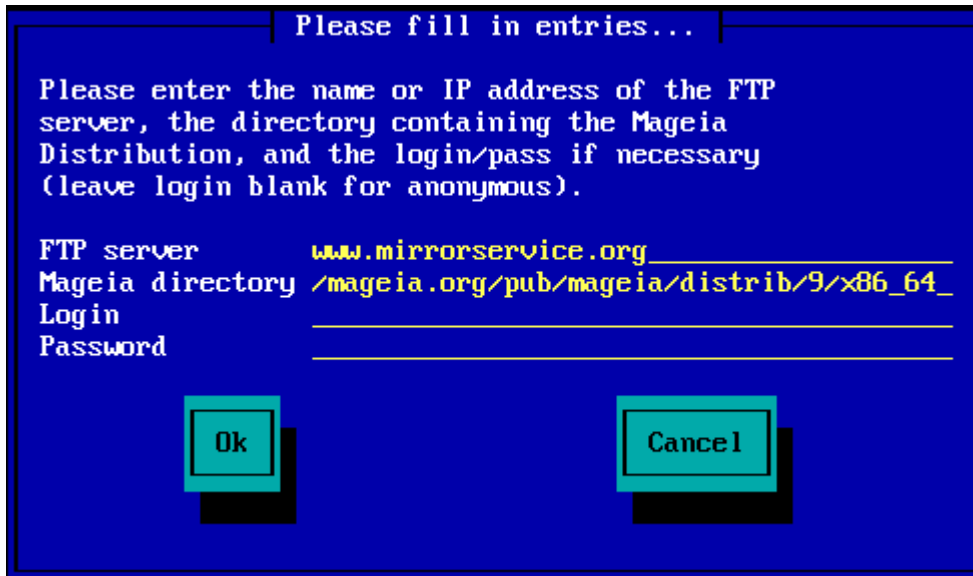 Please fill in entries...
Please enter the name or IP address of the FTP
server, the directory containing the Mageia
Distribution, and the login/pass if necessary
(leave login blank for anonymous).
FTP server www.mirrorservice.org
Mageia directory /mageia.org/pub/mageia/distrib/9/x86_64_
Login
Password
Ok Cancel